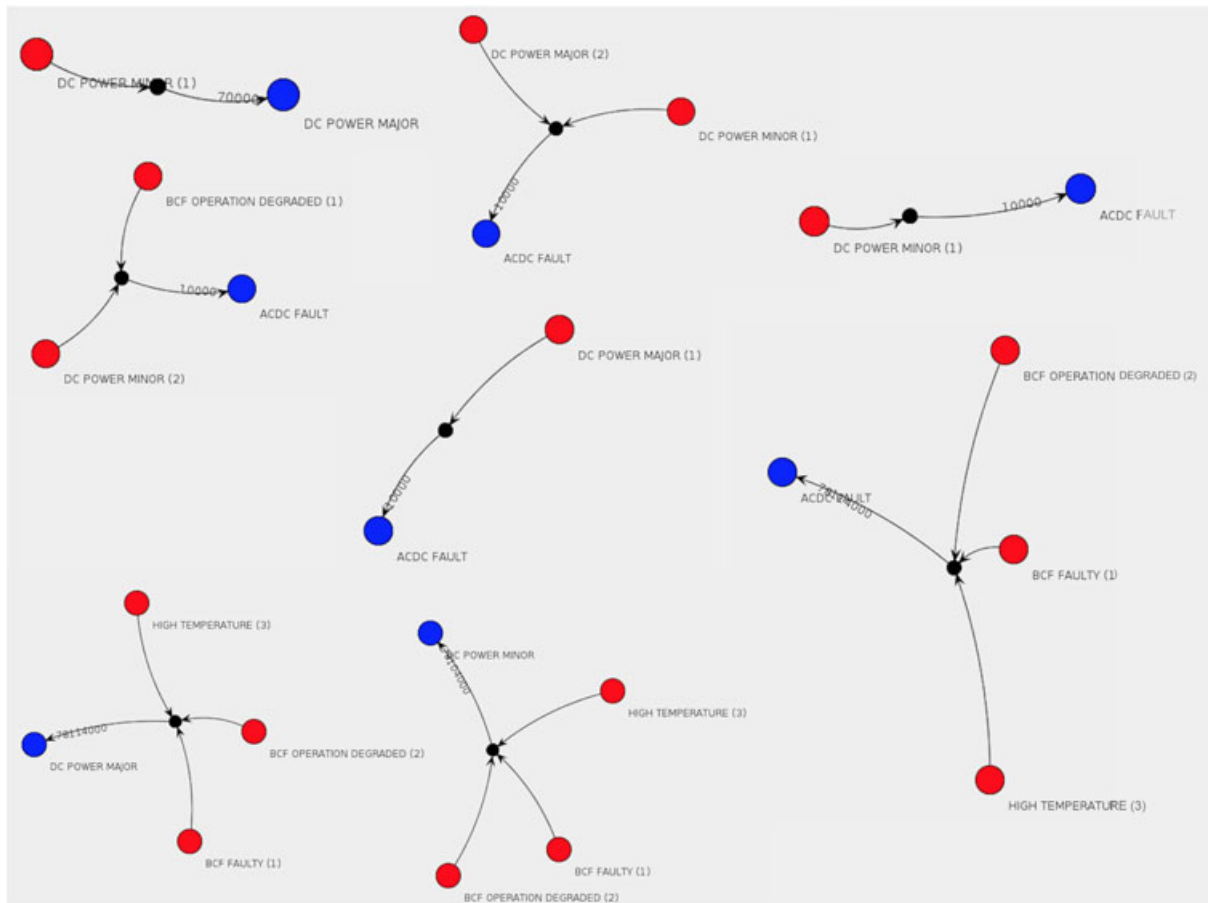 DC POWER MINOR (1)
70000
DC POWER MAJOR
DC POWER MAJOR (2)
DC POWER MINOR (1)
10000
ACDC FAULT
10000
ACDC FAULT
DC POWER MINOR (1)
BCF OPERATION DEGRADED (1)
10000
ACDC FAULT
DC POWER MINOR (2)
DC POWER MAJOR (1)
10000
ACDC FAULT
BCF OPERATION DEGRADED (2)
ACDC FAULT
BCF FAULTY (1)
HIGH TEMPERATURE (3)
HIGH TEMPERATURE (3)
78114000
DC POWER MAJOR
BCF OPERATION DEGRADED (2)
BCF FAULTY (1)
DC POWER MINOR
HIGH TEMPERATURE (3)
BCF FAULTY (1)
BCF OPERATION DEGRADED (2)